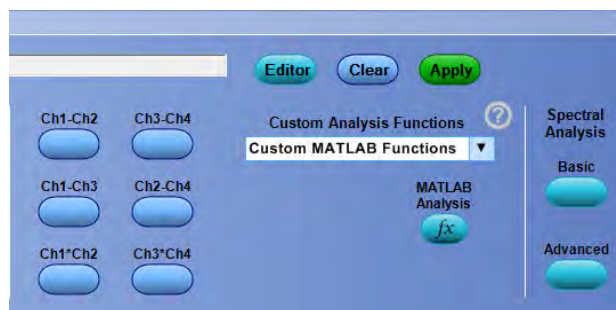 Editor Clear Apply
Ch1-Ch2 Ch3-Ch4 Custom Analysis Functions ? Spectral
Analysis
Custom MATLAB Functions
Basic
Ch1-Ch3 Ch2-Ch4 MATLAB
Analysis
fx
Ch1*Ch2 Ch3*Ch4 Advanced